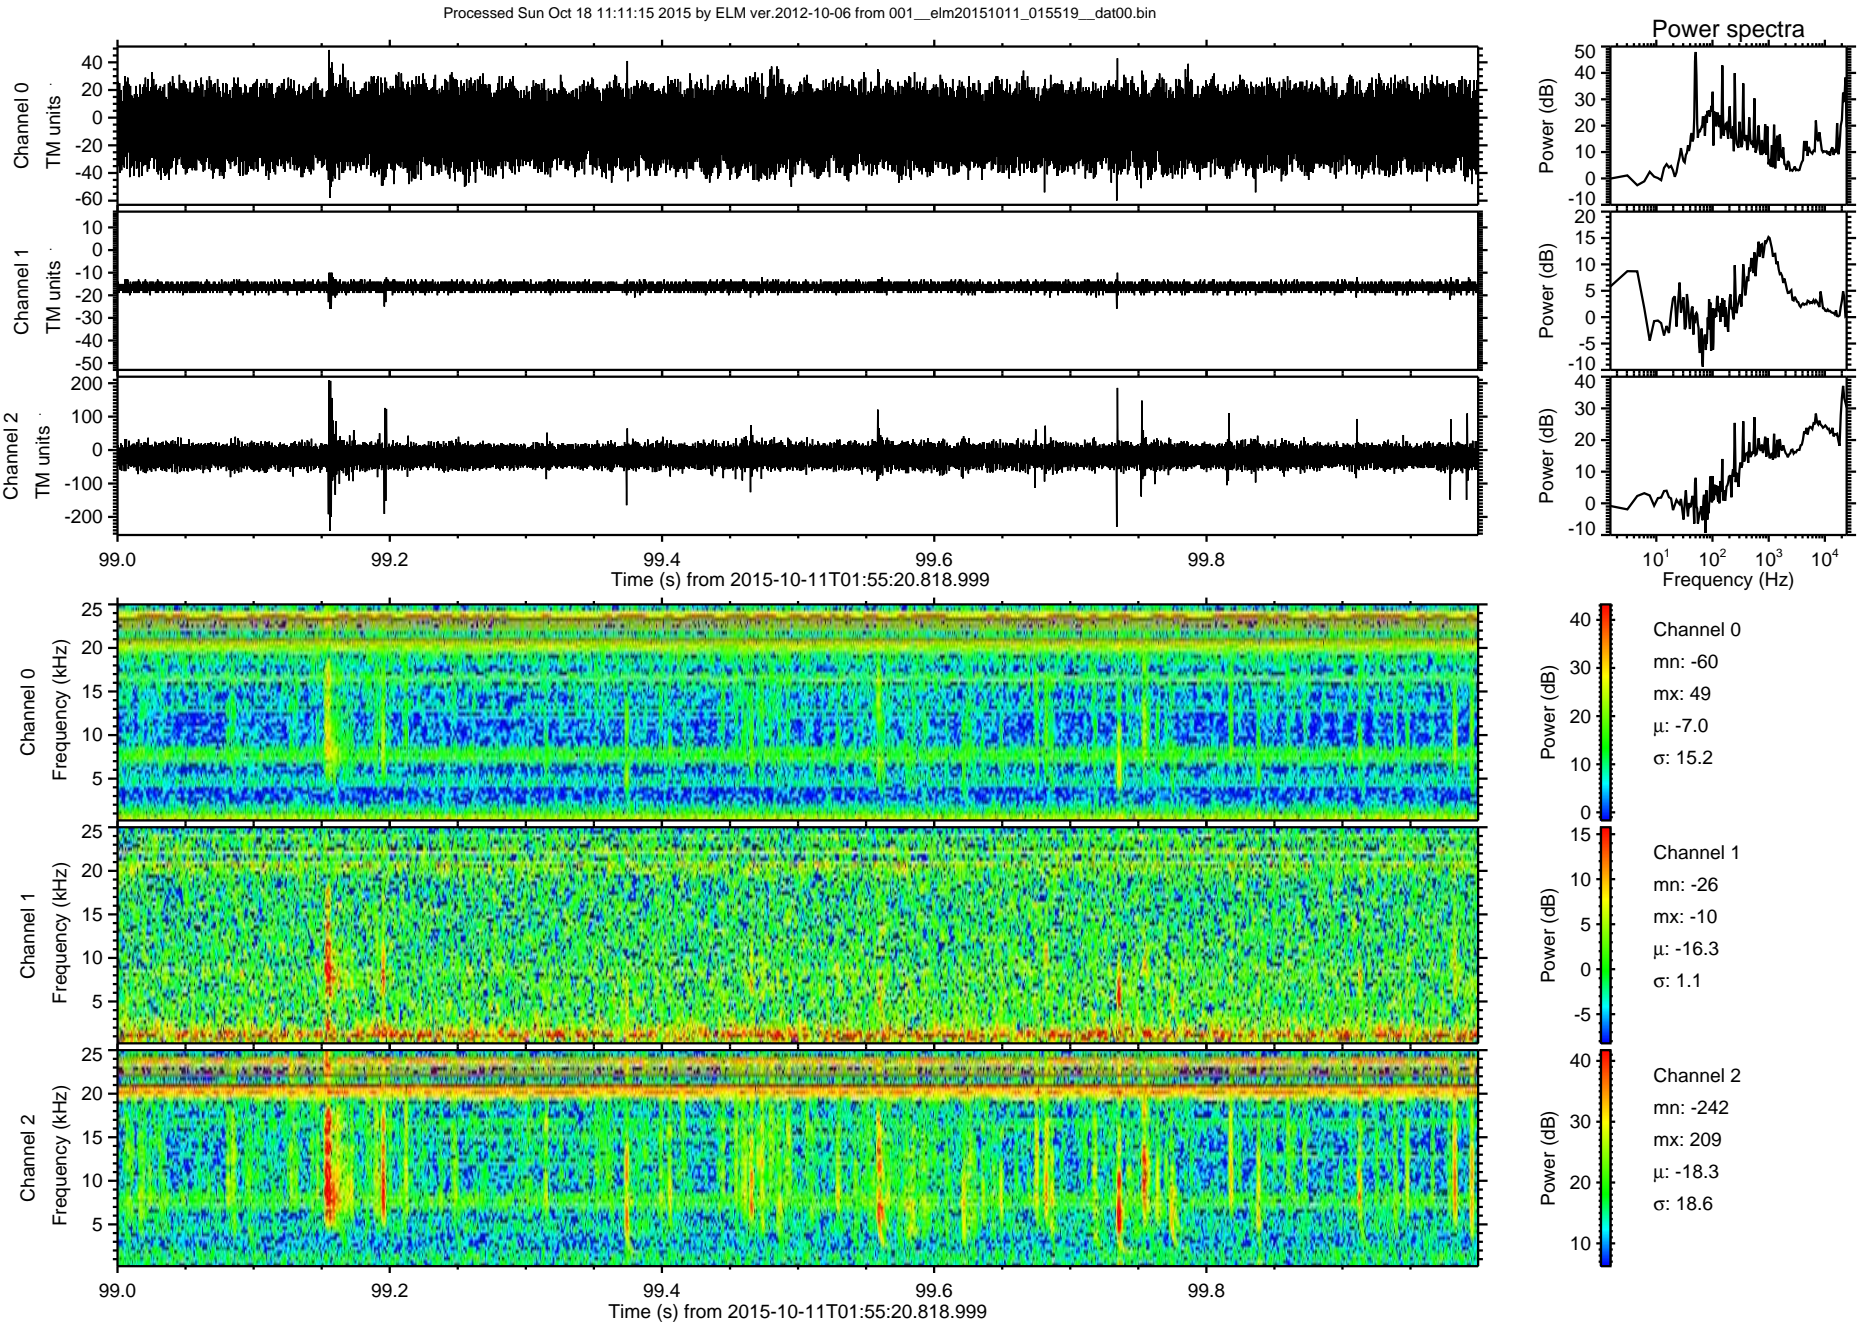 Processed Sun Oct 18 11:11:15 2015 by ELM ver.2012-10-06 from 001__elm20151011_015519__dat00.bin
Power spectra
Channel 0
TM units
40
20
0
-20
-40
-60
Power (dB)
50
40
30
20
10
0
-10
Channel 1
TM units
10
0
-10
-20
-30
-40
-50
Power (dB)
20
15
10
5
0
-5
-10
Channel 2
TM units
200
100
0
-100
-200
Power (dB)
40
30
20
10
0
-10
99.0 99.2 99.4 99.6 99.8
Time (s) from 2015-10-11T01:55:20.818.999
10¹ 10² 10³ 10⁴
Frequency (Hz)
Channel 0
Frequency (kHz)
25
20
15
10
5
Power (dB)
40
30
20
10
0
Channel 0
mn: -60
mx: 49
μ: -7.0
σ: 15.2
Channel 1
Frequency (kHz)
25
20
15
10
5
Power (dB)
15
10
5
0
-5
Channel 1
mn: -26
mx: -10
μ: -16.3
σ: 1.1
Channel 2
Frequency (kHz)
25
20
15
10
5
Power (dB)
40
30
20
10
Channel 2
mn: -242
mx: 209
μ: -18.3
σ: 18.6
99.0 99.2 99.4 99.6 99.8
Time (s) from 2015-10-11T01:55:20.818.999